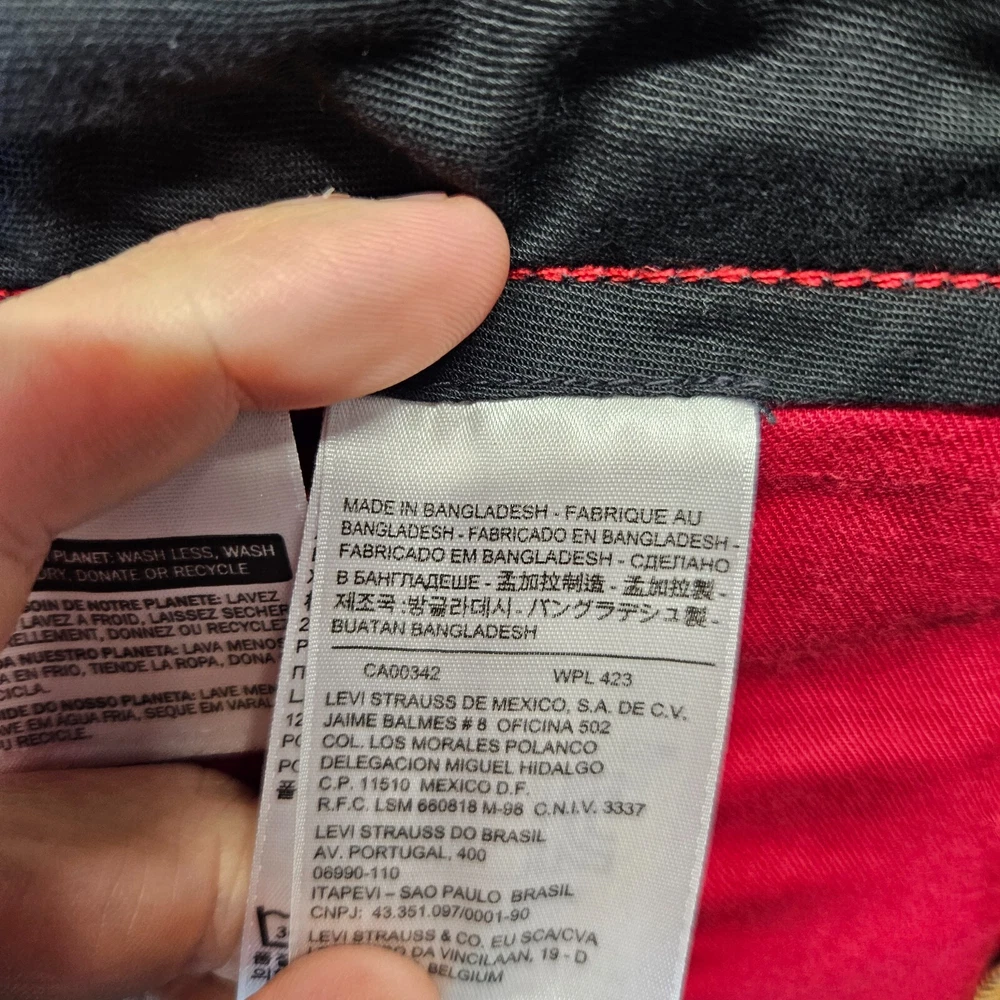 MADE IN BANGLADESH - FABRIQUE AU
BANGLADESH - FABRICADO EN BANGLADESH -
FABRICADO EM BANGLADESH - СДЕЛАНО
В БАНГЛАДЕШЕ - 孟加拉制造 - 孟加拉製 -
제조국 :방글라데시 - バングラデシュ製 -
BUATAN BANGLADESH
CA00342 WPL 423
LEVI STRAUSS DE MEXICO, S.A. DE C.V.
JAIME BALMES # 8 OFICINA 502
COL. LOS MORALES POLANCO
DELEGACION MIGUEL HIDALGO
C.P. 11510 MEXICO D.F.
R.F.C. LSM 660818 M-98 C.N.I.V. 3337
LEVI STRAUSS DO BRASIL
AV. PORTUGAL, 400
06990-110
ITAPEVI – SAO PAULO BRASIL
CNPJ: 43.351.097/0001-90
LEVI STRAUSS & CO. EU SCA/CVA
DA VINCILAAN, 19 - D
BELGIUM
PLANET: WASH LESS, WASH
DRY, DONATE OR RECYCLE
SOIN DE NOTRE PLANETE: LAVEZ
LAVEZ A FROID, LAISSEZ SECHER
DONNEZ OU RECYCLEZ
NUESTRO PLANETA: LAVA MENOS
EN FRIO, TIENDE LA ROPA, DONA
DO NOSSO PLANETA: LAVE
EM ÁGUA FRIA, SEQUE EM
RECICLE.